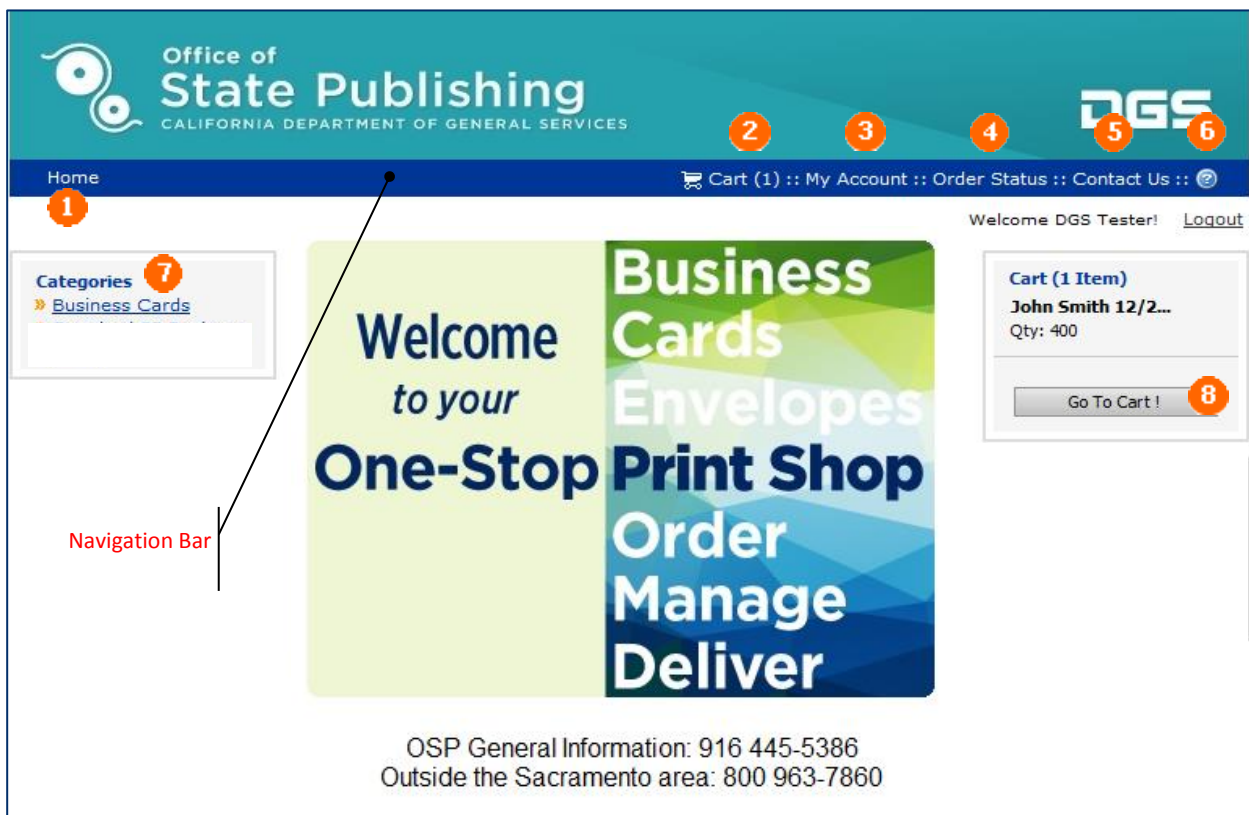 Office of
State Publishing
CALIFORNIA DEPARTMENT OF GENERAL SERVICES
DGS
2 3 4 5 6
Home
Cart (1) :: My Account :: Order Status :: Contact Us :: ?
1
Welcome DGS Tester! Logout
Categories 7
» Business Cards
Cart (1 Item)
John Smith 12/2...
Qty: 400
Go To Cart ! 8
Welcome
to your
One-Stop
Business
Cards
Envelopes
Print Shop
Order
Manage
Deliver
Navigation Bar
OSP General Information: 916 445-5386
Outside the Sacramento area: 800 963-7860